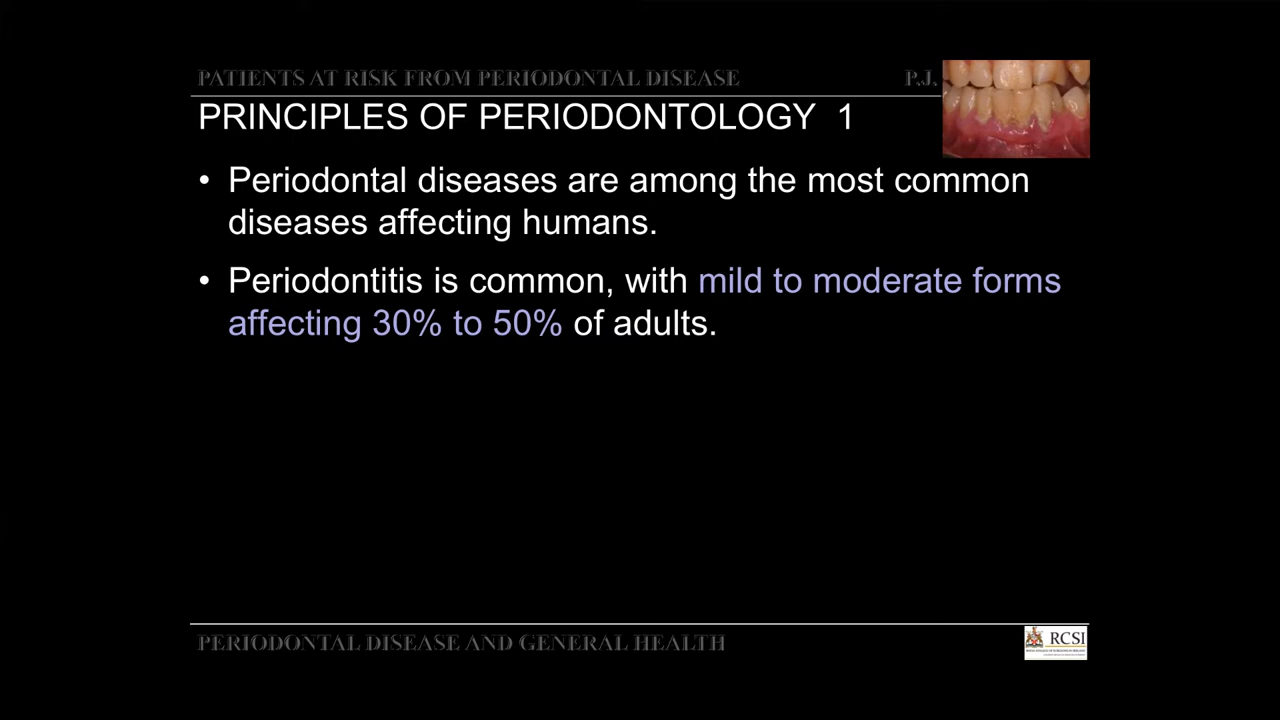 PATIENTS AT RISK FROM PERIODONTAL DISEASE P.J.
PRINCIPLES OF PERIODONTOLOGY 1
• Periodontal diseases are among the most common
diseases affecting humans.
• Periodontitis is common, with mild to moderate forms
affecting 30% to 50% of adults.
PERIODONTAL DISEASE AND GENERAL HEALTH
RCSI